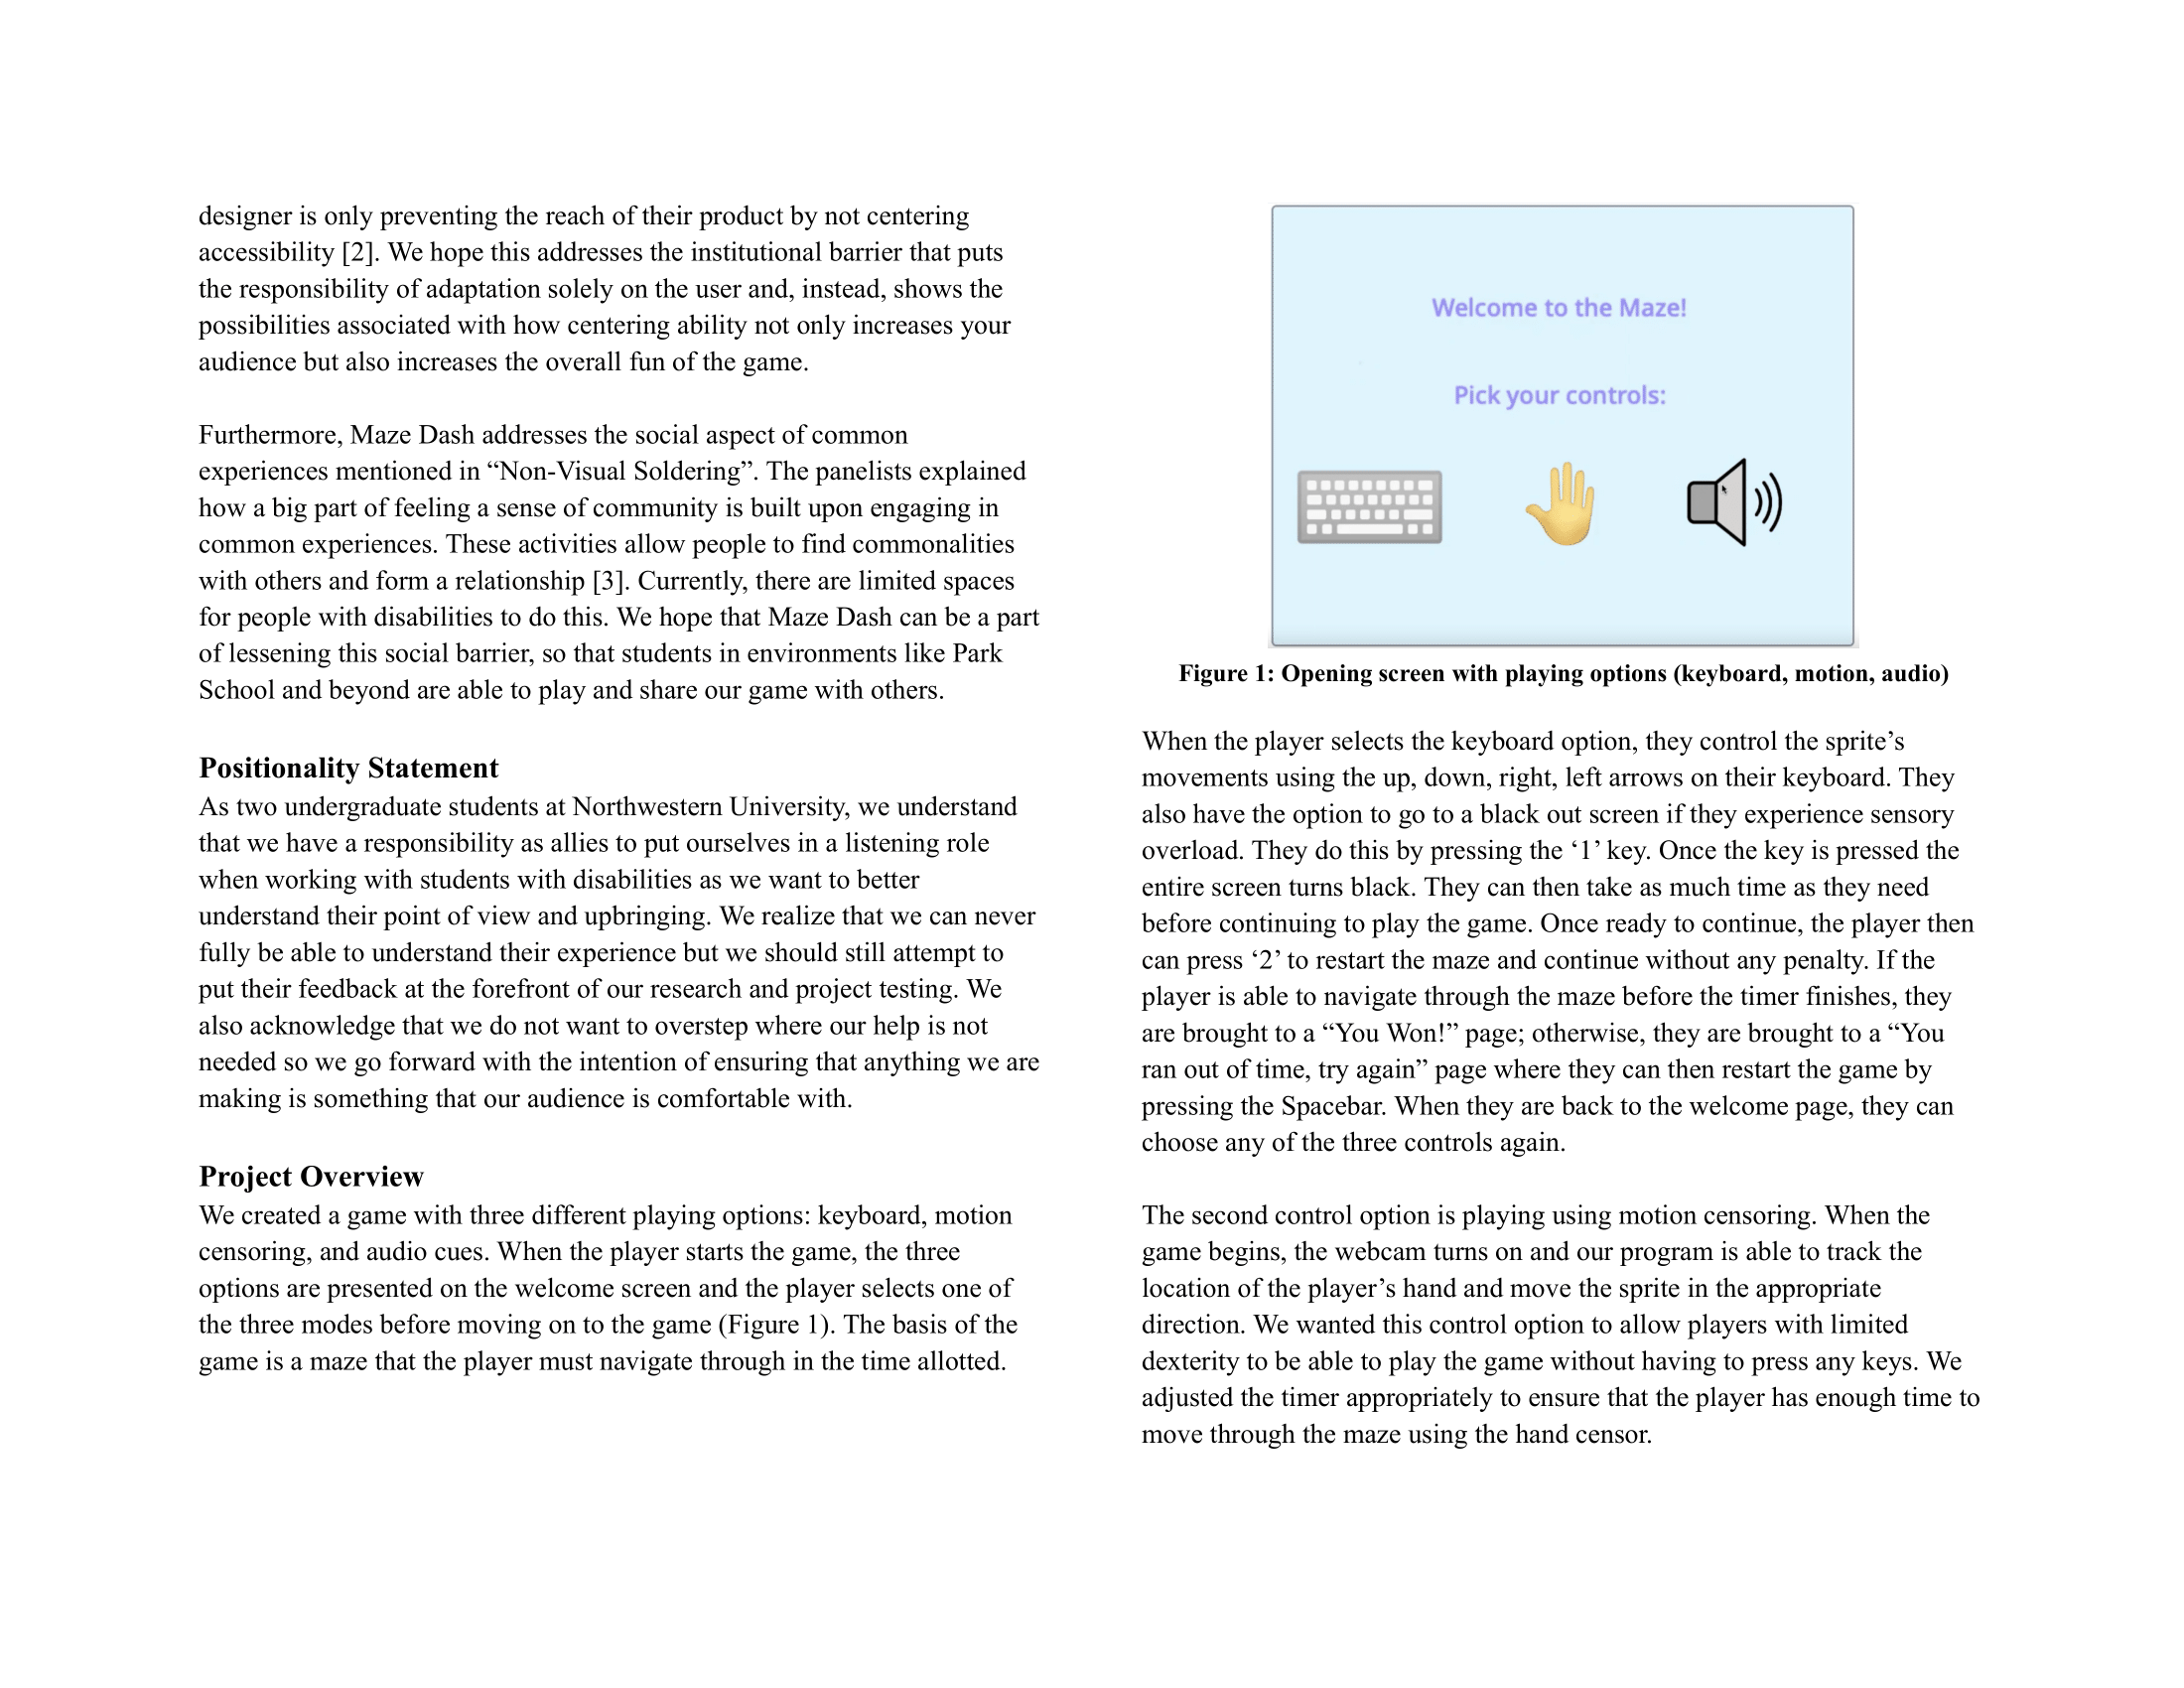 designer is only preventing the reach of their product by not centering
accessibility [2]. We hope this addresses the institutional barrier that puts
the responsibility of adaptation solely on the user and, instead, shows the
possibilities associated with how centering ability not only increases your
audience but also increases the overall fun of the game.
Furthermore, Maze Dash addresses the social aspect of common
experiences mentioned in “Non-Visual Soldering”. The panelists explained
how a big part of feeling a sense of community is built upon engaging in
common experiences. These activities allow people to find commonalities
with others and form a relationship [3]. Currently, there are limited spaces
for people with disabilities to do this. We hope that Maze Dash can be a part
of lessening this social barrier, so that students in environments like Park
School and beyond are able to play and share our game with others.
Positionality Statement
As two undergraduate students at Northwestern University, we understand
that we have a responsibility as allies to put ourselves in a listening role
when working with students with disabilities as we want to better
understand their point of view and upbringing. We realize that we can never
fully be able to understand their experience but we should still attempt to
put their feedback at the forefront of our research and project testing. We
also acknowledge that we do not want to overstep where our help is not
needed so we go forward with the intention of ensuring that anything we are
making is something that our audience is comfortable with.
Project Overview
We created a game with three different playing options: keyboard, motion
censoring, and audio cues. When the player starts the game, the three
options are presented on the welcome screen and the player selects one of
the three modes before moving on to the game (Figure 1). The basis of the
game is a maze that the player must navigate through in the time allotted.
Welcome to the Maze!
Pick your controls:
Figure 1: Opening screen with playing options (keyboard, motion, audio)
When the player selects the keyboard option, they control the sprite’s
movements using the up, down, right, left arrows on their keyboard. They
also have the option to go to a black out screen if they experience sensory
overload. They do this by pressing the ‘1’ key. Once the key is pressed the
entire screen turns black. They can then take as much time as they need
before continuing to play the game. Once ready to continue, the player then
can press ‘2’ to restart the maze and continue without any penalty. If the
player is able to navigate through the maze before the timer finishes, they
are brought to a “You Won!” page; otherwise, they are brought to a “You
ran out of time, try again” page where they can then restart the game by
pressing the Spacebar. When they are back to the welcome page, they can
choose any of the three controls again.
The second control option is playing using motion censoring. When the
game begins, the webcam turns on and our program is able to track the
location of the player’s hand and move the sprite in the appropriate
direction. We wanted this control option to allow players with limited
dexterity to be able to play the game without having to press any keys. We
adjusted the timer appropriately to ensure that the player has enough time to
move through the maze using the hand censor.